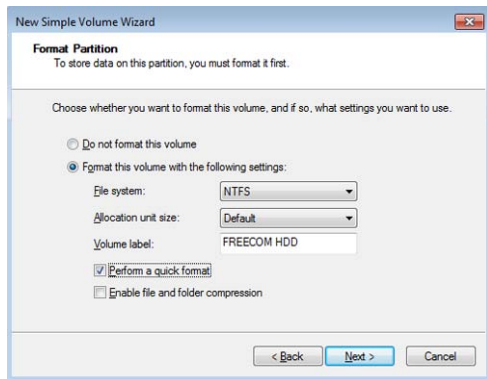 New Simple Volume Wizard
Format Partition
To store data on this partition, you must format it first.
Choose whether you want to format this volume, and if so, what settings you want to use.
Do not format this volume
Format this volume with the following settings:
File system: NTFS
Allocation unit size: Default
Volume label: FREECOM HDD
Perform a quick format
Enable file and folder compression
< Back Next > Cancel